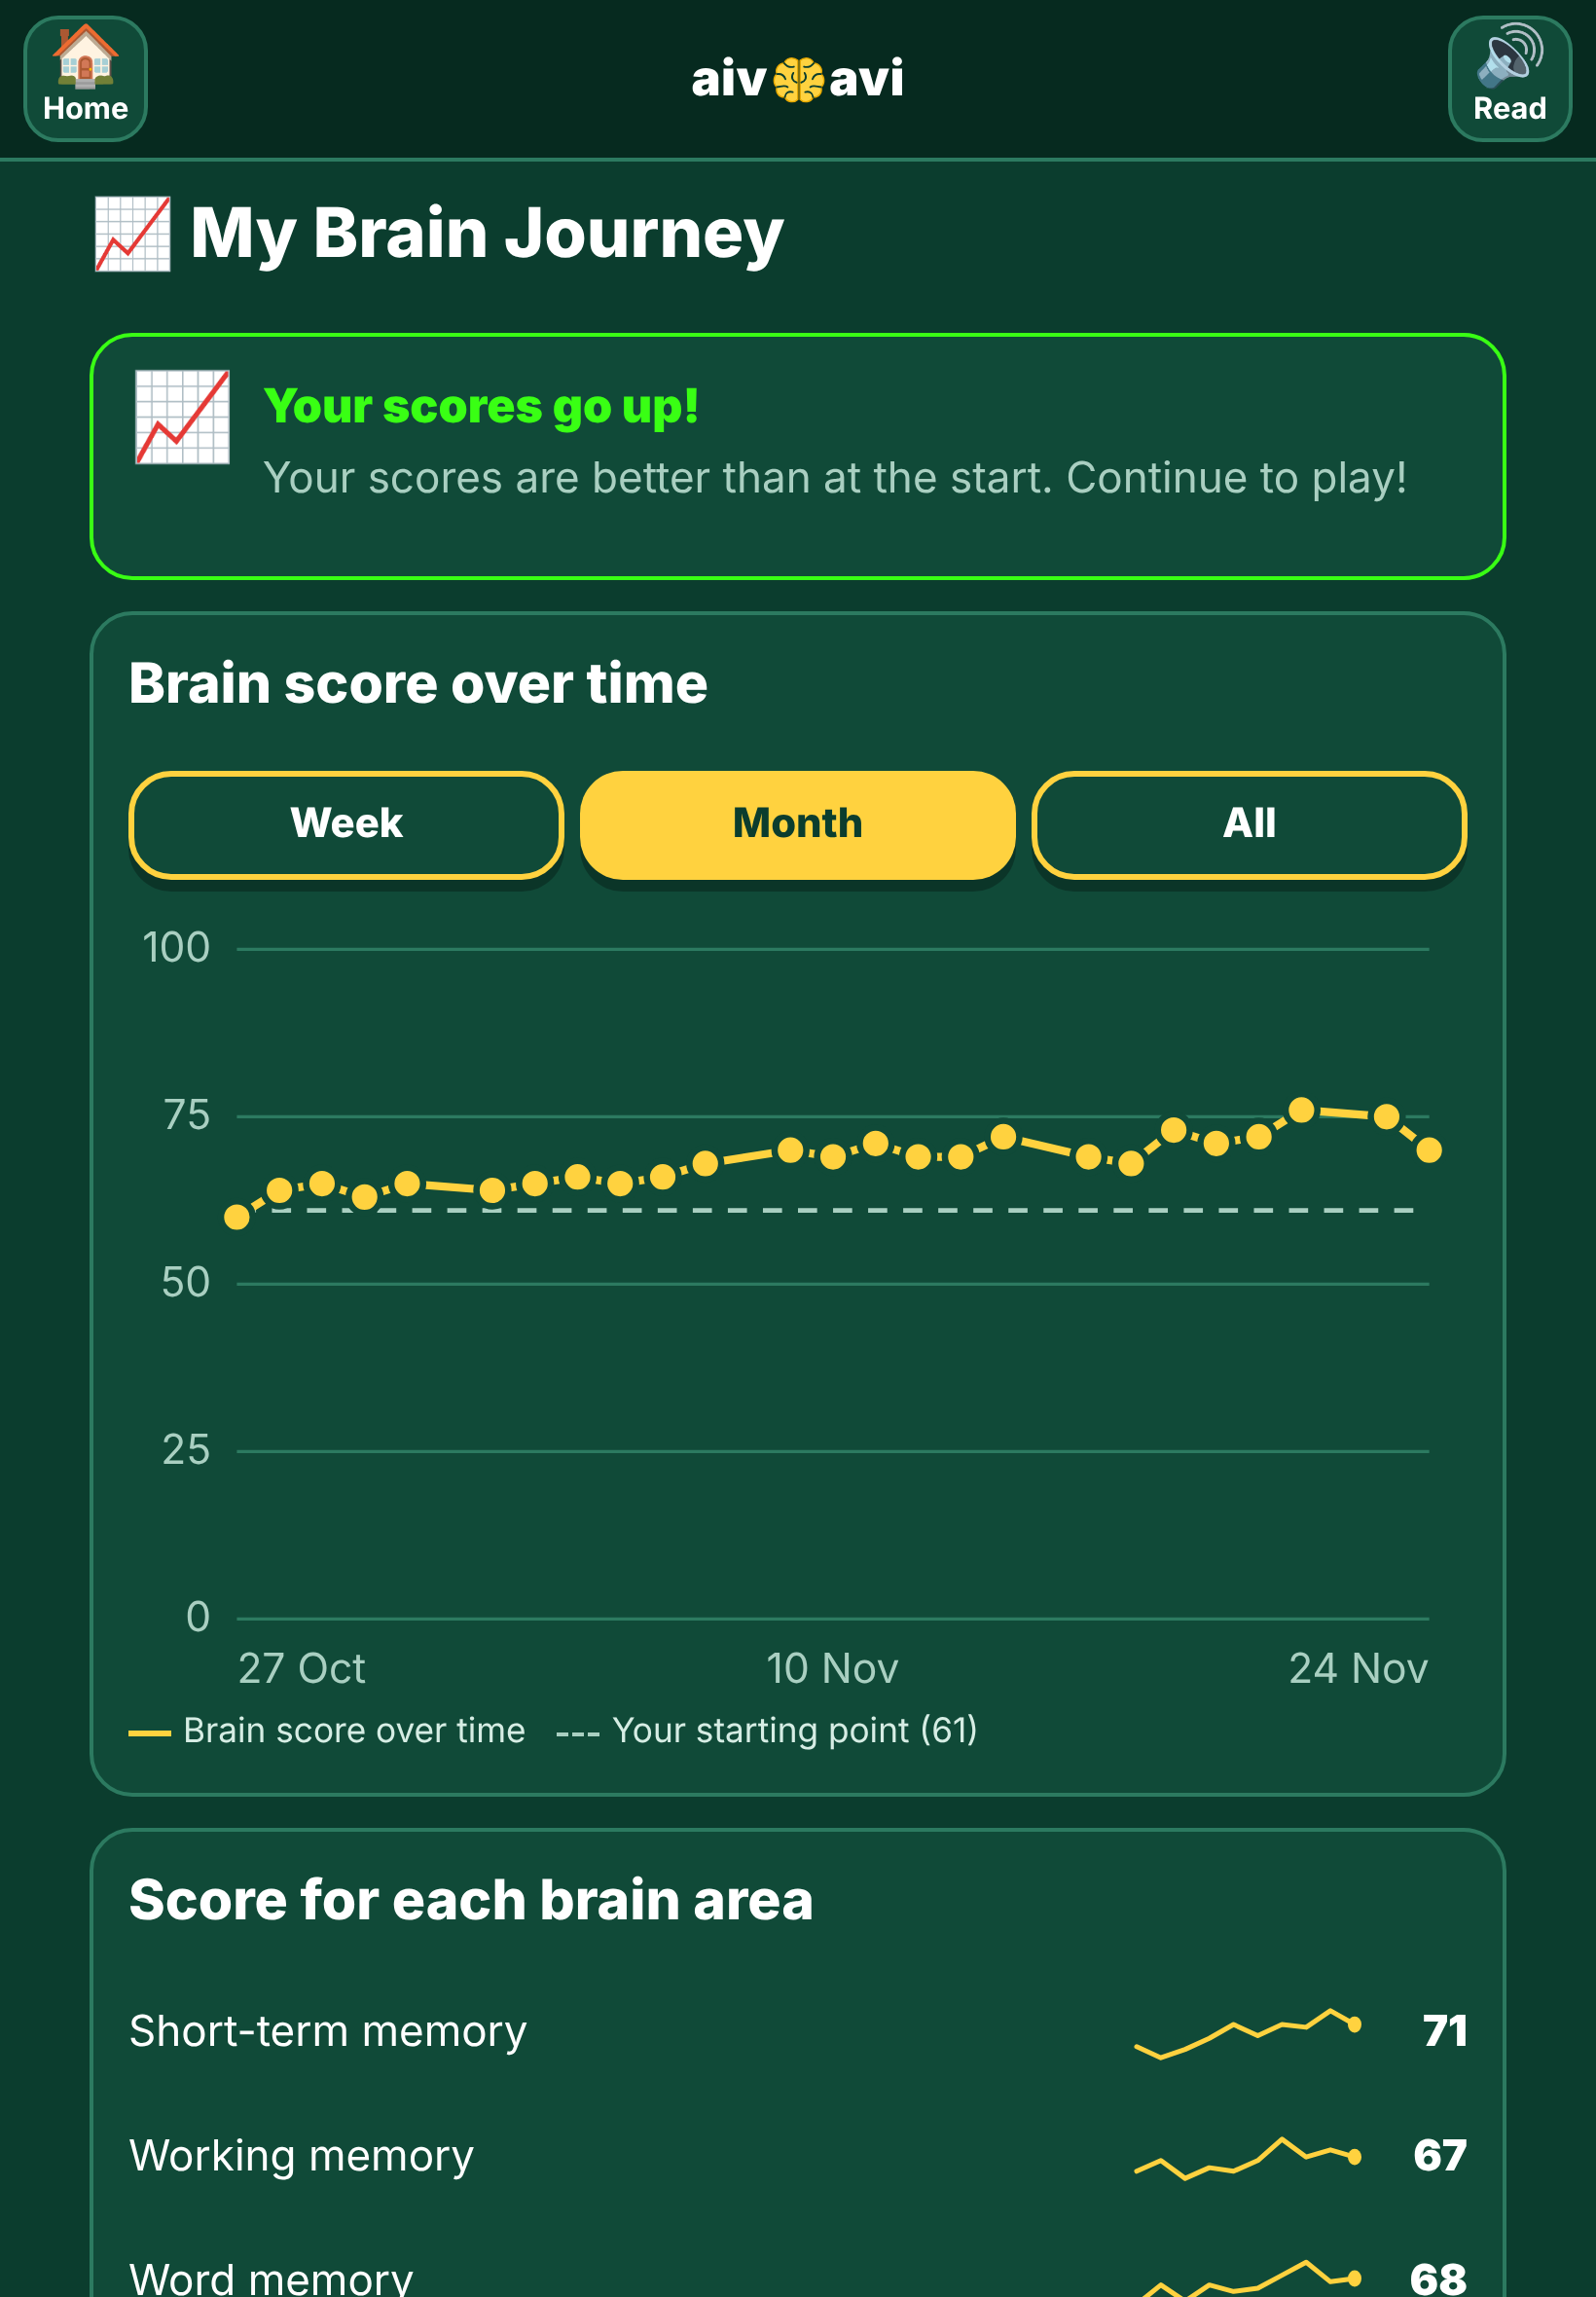 Home
aiv🧠avi
Read
My Brain Journey
Your scores go up!
Your scores are better than at the start. Continue to play!
Brain score over time
Week
Month
All
100
75
50
25
0
27 Oct
10 Nov
24 Nov
Brain score over time
Your starting point (61)
Score for each brain area
Short-term memory
71
Working memory
67
Word memory
68